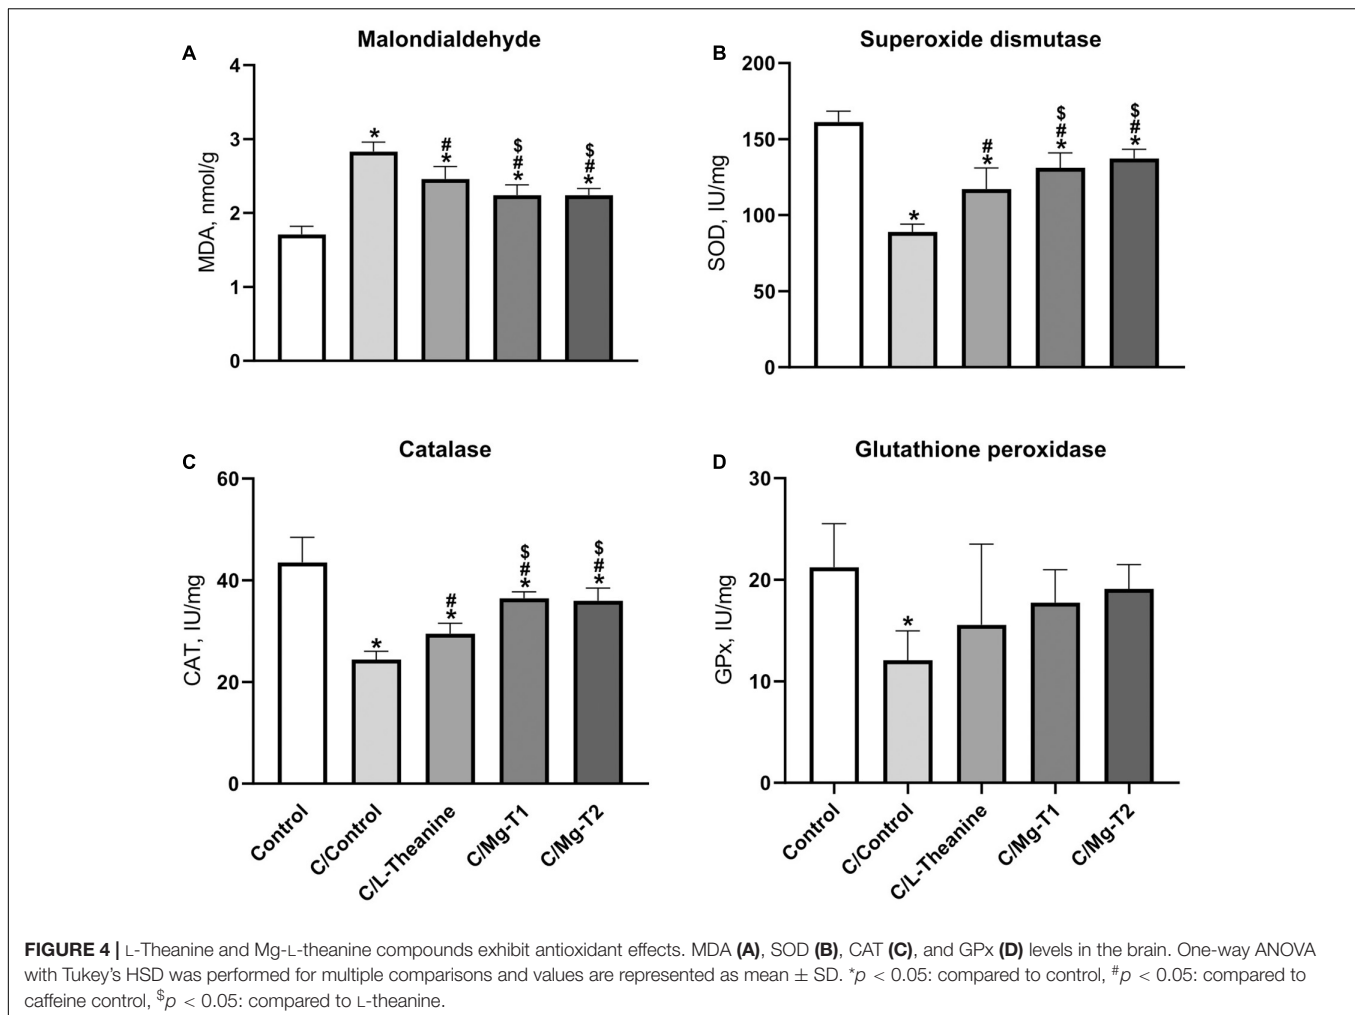 A
Malondialdehyde
MDA, nmol/g
4
3
2
1
0
*
#
*
$
#
*
$
#
*
B
Superoxide dismutase
SOD, IU/mg
200
150
100
50
0
*
#
*
$
#
*
$
#
*
C
Catalase
CAT, IU/mg
60
40
20
0
*
#
*
$
#
*
$
#
*
Control
C/Control
C/L-Theanine
C/Mg-T1
C/Mg-T2
D
Glutathione peroxidase
GPx, IU/mg
30
20
10
0
*
Control
C/Control
C/L-Theanine
C/Mg-T1
C/Mg-T2
FIGURE 4 | L-Theanine and Mg-L-theanine compounds exhibit antioxidant effects. MDA (A), SOD (B), CAT (C), and GPx (D) levels in the brain. One-way ANOVA
with Tukey's HSD was performed for multiple comparisons and values are represented as mean ± SD. *p < 0.05: compared to control, #p < 0.05: compared to
caffeine control, $p < 0.05: compared to L-theanine.